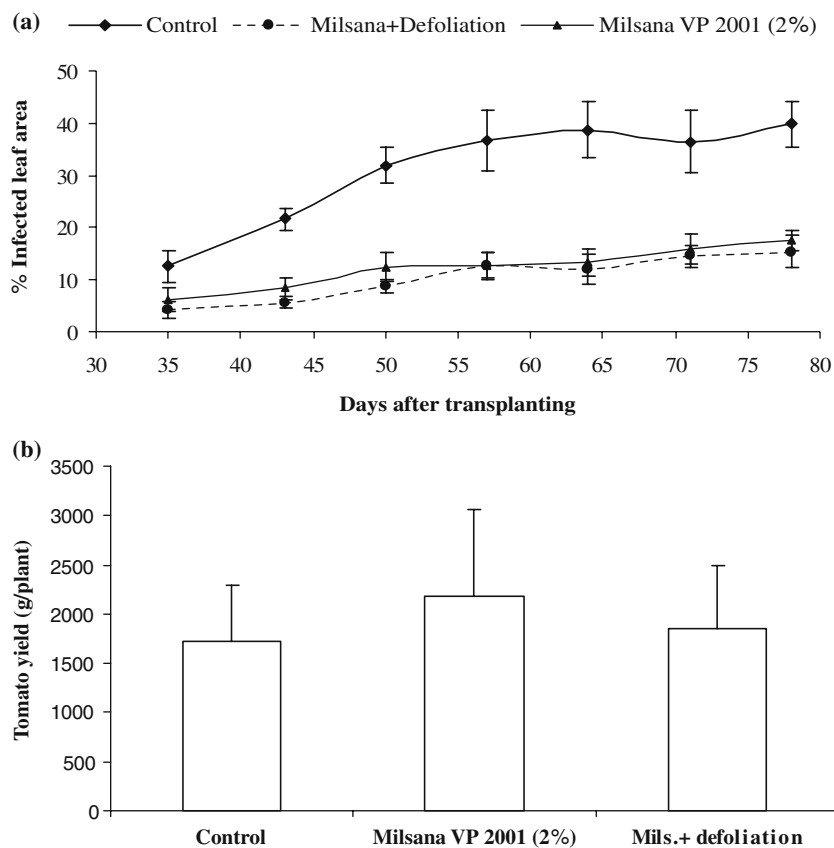 (a) Control Milsana+Defoliation Milsana VP 2001 (2%)
% Infected leaf area
50
40
30
20
10
0
30 35 40 45 50 55 60 65 70 75 80
Days after transplanting
(b)
Tomato yield (g/plant)
3500
3000
2500
2000
1500
1000
500
0
Control Milsana VP 2001 (2%) Mils.+ defoliation